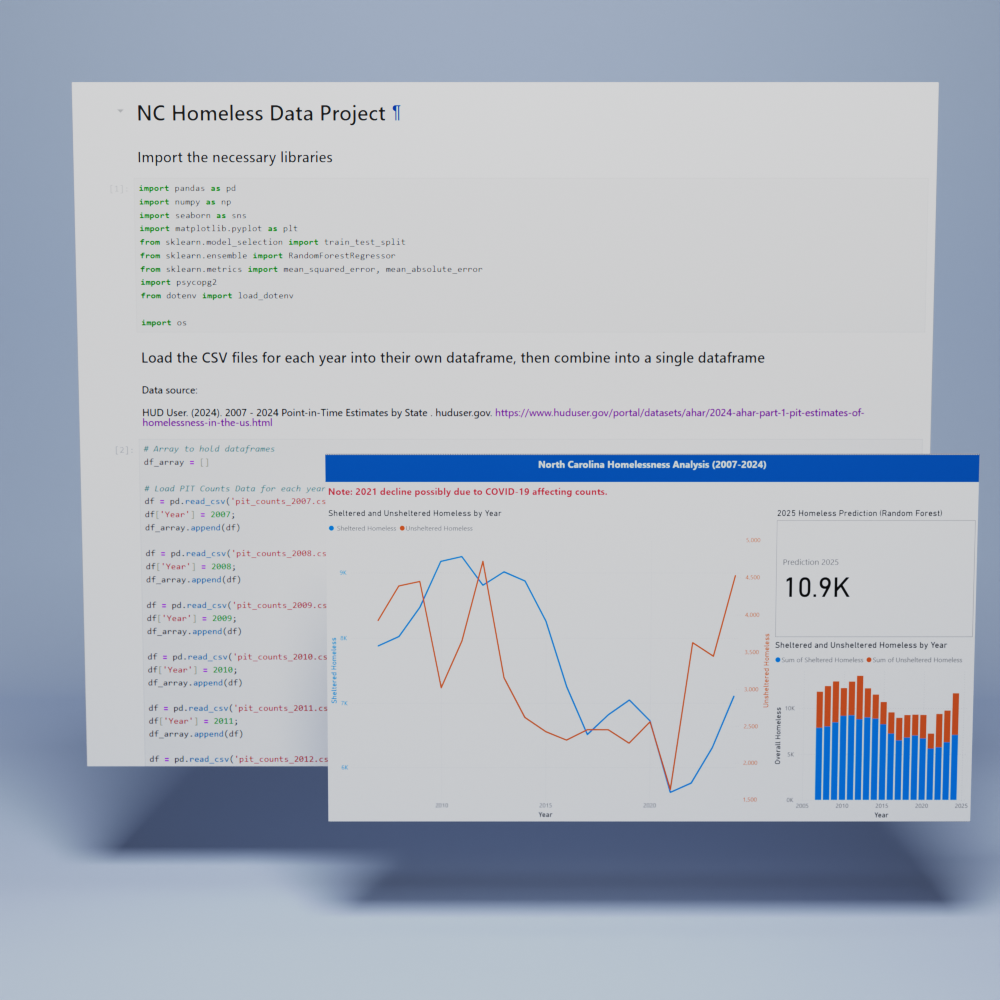 NC Homeless Data Project ¶
Import the necessary libraries
[1]:
import pandas as pd
import numpy as np
import seaborn as sns
import matplotlib.pyplot as plt
from sklearn.model_selection import train_test_split
from sklearn.ensemble import RandomForestRegressor
from sklearn.metrics import mean_squared_error, mean_absolute_error
import psycopg2
from dotenv import load_dotenv
import os
Load the CSV files for each year into their own dataframe, then combine into a single dataframe
Data source:
HUD User. (2024). 2007 - 2024 Point-in-Time Estimates by State . huduser.gov. https://www.huduser.gov/portal/datasets/ahar/2024-ahar-part-1-pit-estimates-of-
homelessness-in-the-us.html
[2]:
# Array to hold dataframes
df_array = []
# Load PIT Counts Data for each year
df = pd.read_csv('pit_counts_2007.cs
df['Year'] = 2007;
df_array.append(df)
df = pd.read_csv('pit_counts_2008.cs
df['Year'] = 2008;
df_array.append(df)
df = pd.read_csv('pit_counts_2009.cs
df['Year'] = 2009;
df_array.append(df)
df = pd.read_csv('pit_counts_2010.cs
df['Year'] = 2010;
df_array.append(df)
df = pd.read_csv('pit_counts_2011.cs
df['Year'] = 2011;
df_array.append(df)
df = pd.read_csv('pit_counts_2012.cs
North Carolina Homelessness Analysis (2007-2024)
Note: 2021 decline possibly due to COVID-19 affecting counts.
Sheltered and Unsheltered Homeless by Year
Sheltered Homeless Unsheltered Homeless
9K
8K
7K
6K
Sheltered Homeless
5,000
4,500
4,000
3,500
3,000
2,500
2,000
1,500
Unsheltered Homeless
2010 2015 2020
Year
2025 Homeless Prediction (Random Forest)
Prediction 2025
10.9K
Sheltered and Unsheltered Homeless by Year
Sum of Sheltered Homeless Sum of Unsheltered Homeless
10K
5K
0K
Overall Homeless
2005 2010 2015 2020 2025
Year